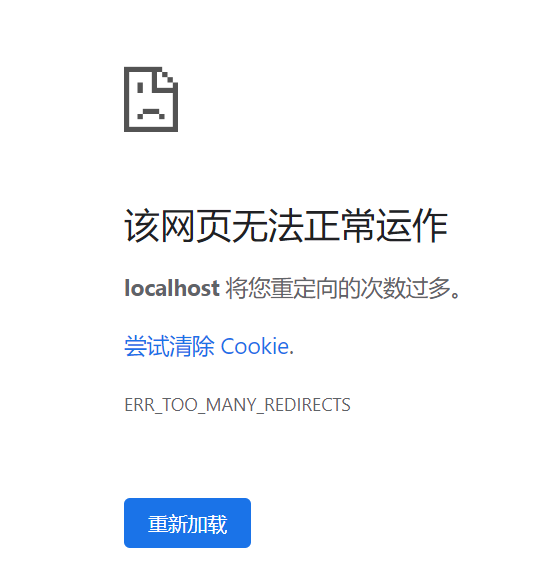 该网页无法正常运作
localhost 将您重定向的次数过多。
尝试清除 Cookie.
ERR_TOO_MANY_REDIRECTS
重新加载